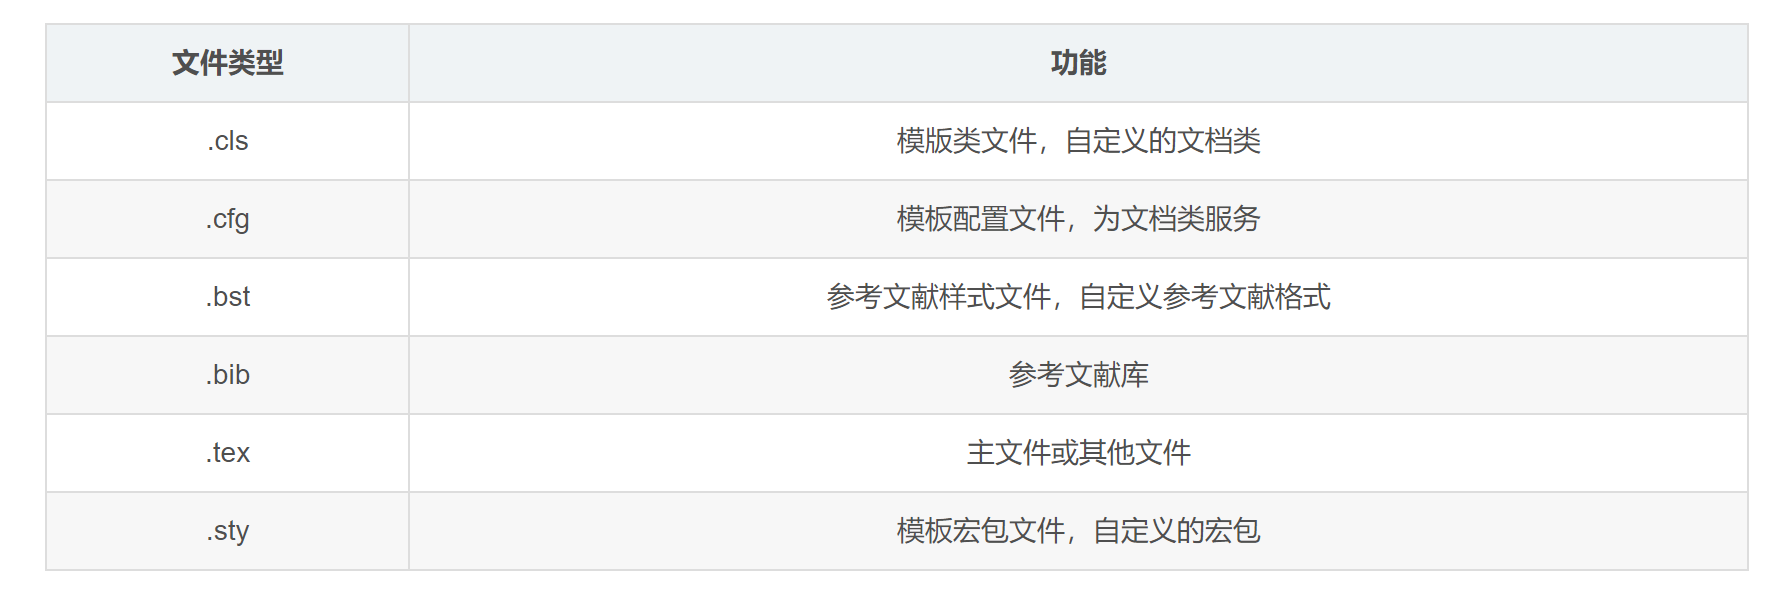 文件类型 功能
.cls 模版类文件，自定义的文档类
.cfg 模板配置文件，为文档类服务
.bst 参考文献样式文件，自定义参考文献格式
.bib 参考文献库
.tex 主文件或其他文件
.sty 模板宏包文件，自定义的宏包